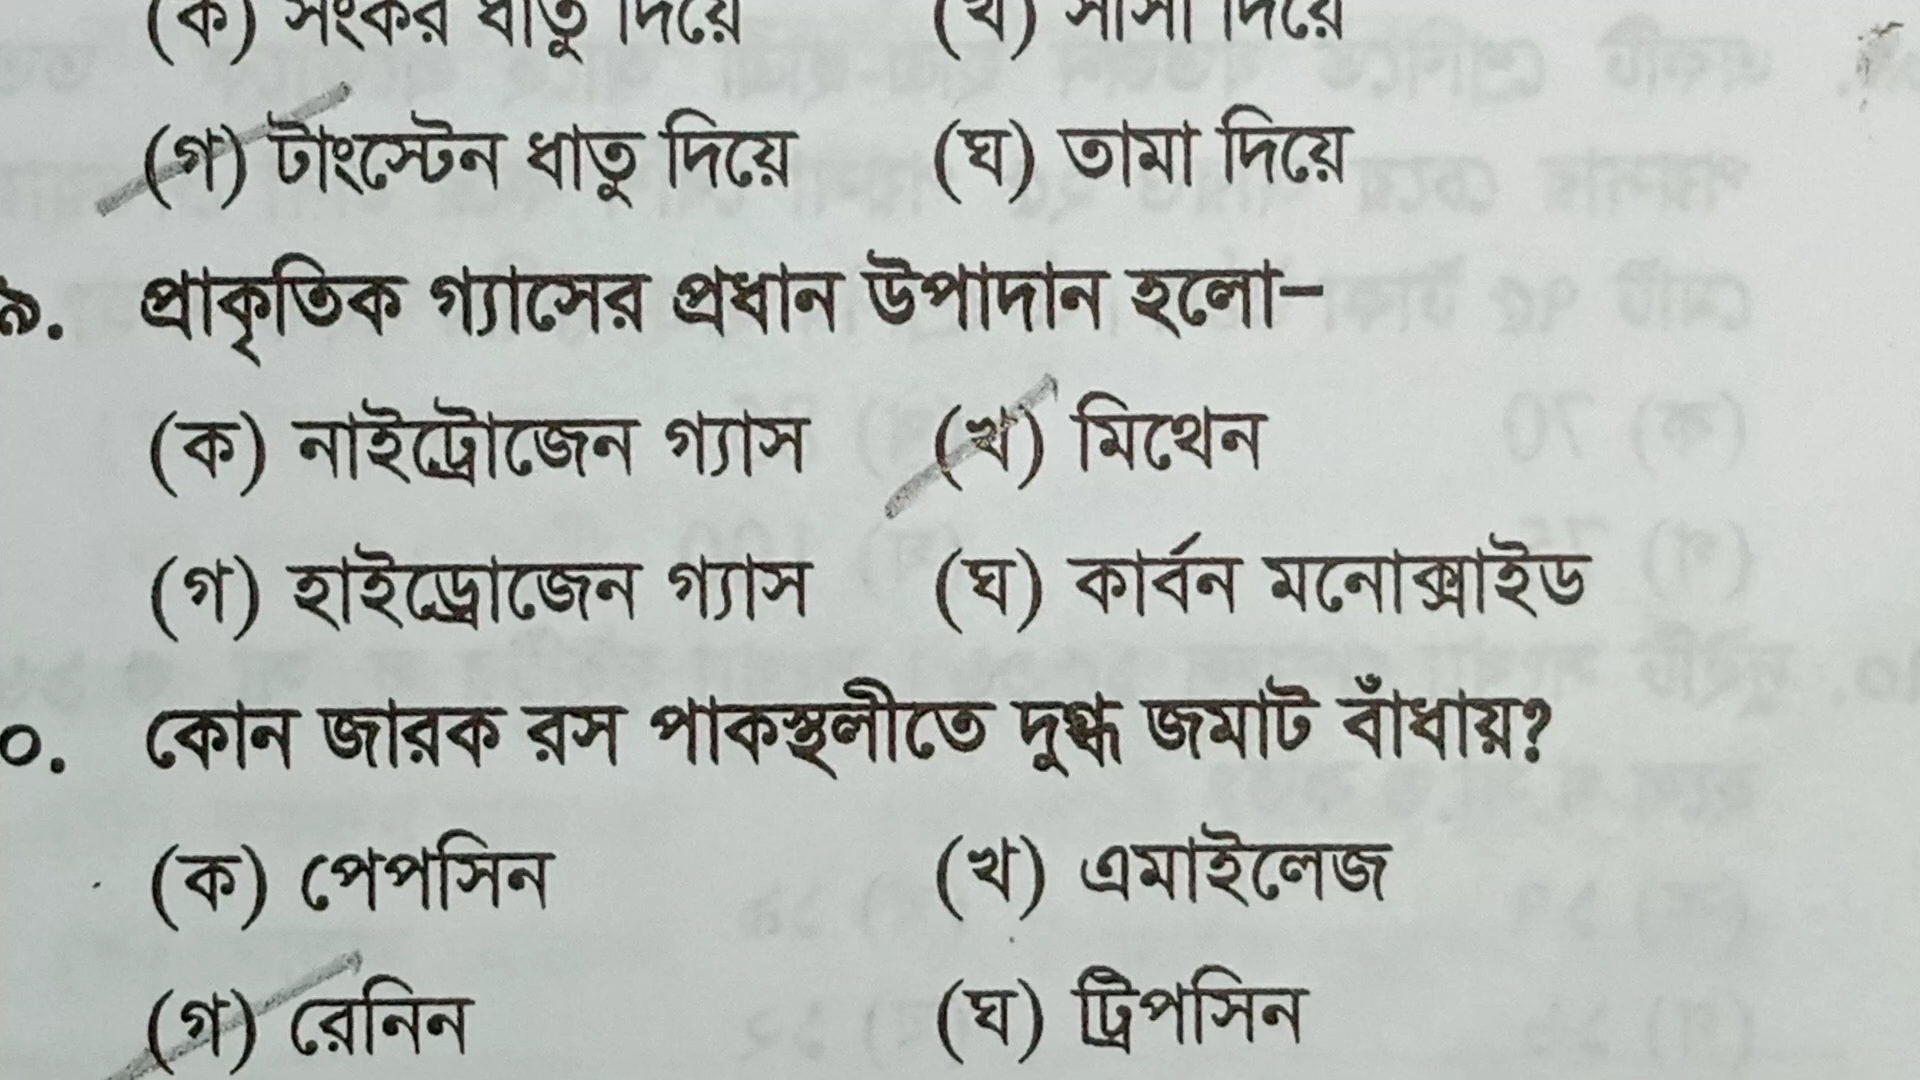 (ক) সংকর ধাতু দিয়ে (খ) সীসা দিয়ে
(গ) টাংস্টেন ধাতু দিয়ে (ঘ) তামা দিয়ে
৯. প্রাকৃতিক গ্যাসের প্রধান উপাদান হলো–
(ক) নাইট্রোজেন গ্যাস (খ) মিথেন
(গ) হাইড্রোজেন গ্যাস (ঘ) কার্বন মনোক্সাইড
০. কোন জারক রস পাকস্থলীতে দুগ্ধ জমাট বাঁধায়?
(ক) পেপসিন (খ) এমাইলেজ
(গ) রেনিন (ঘ) ট্রিপসিন